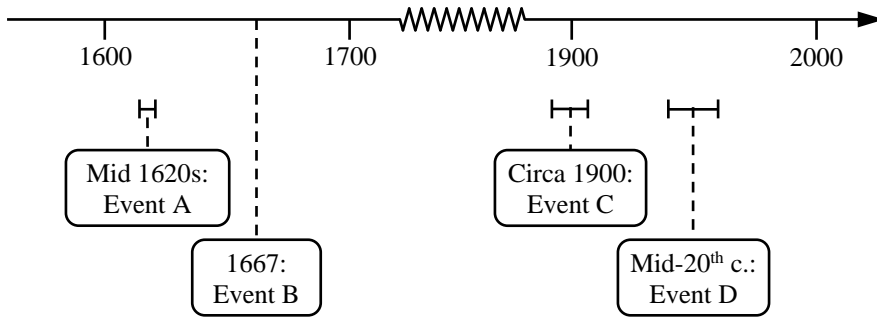 1600
1700
1900
2000
Mid 1620s:
Event A
Circa 1900:
Event C
1667:
Event B
Mid-20th c.:
Event D